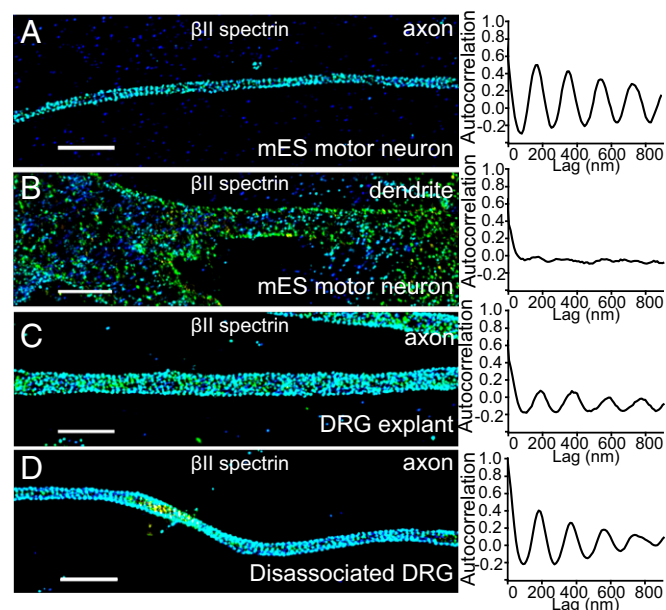 A
βII spectrin
axon
mES motor neuron
Autocorrelation
1.0
0.8
0.6
0.4
0.2
0.0
-0.2
0 200 400 600 800
Lag (nm)
B
βII spectrin
dendrite
mES motor neuron
Autocorrelation
1.0
0.8
0.6
0.4
0.2
0.0
-0.2
0 200 400 600 800
Lag (nm)
C
βII spectrin
axon
DRG explant
Autocorrelation
1.0
0.8
0.6
0.4
0.2
0.0
-0.2
0 200 400 600 800
Lag (nm)
D
βII spectrin
axon
Disassociated DRG
Autocorrelation
1.0
0.8
0.6
0.4
0.2
0.0
-0.2
0 200 400 600 800
Lag (nm)